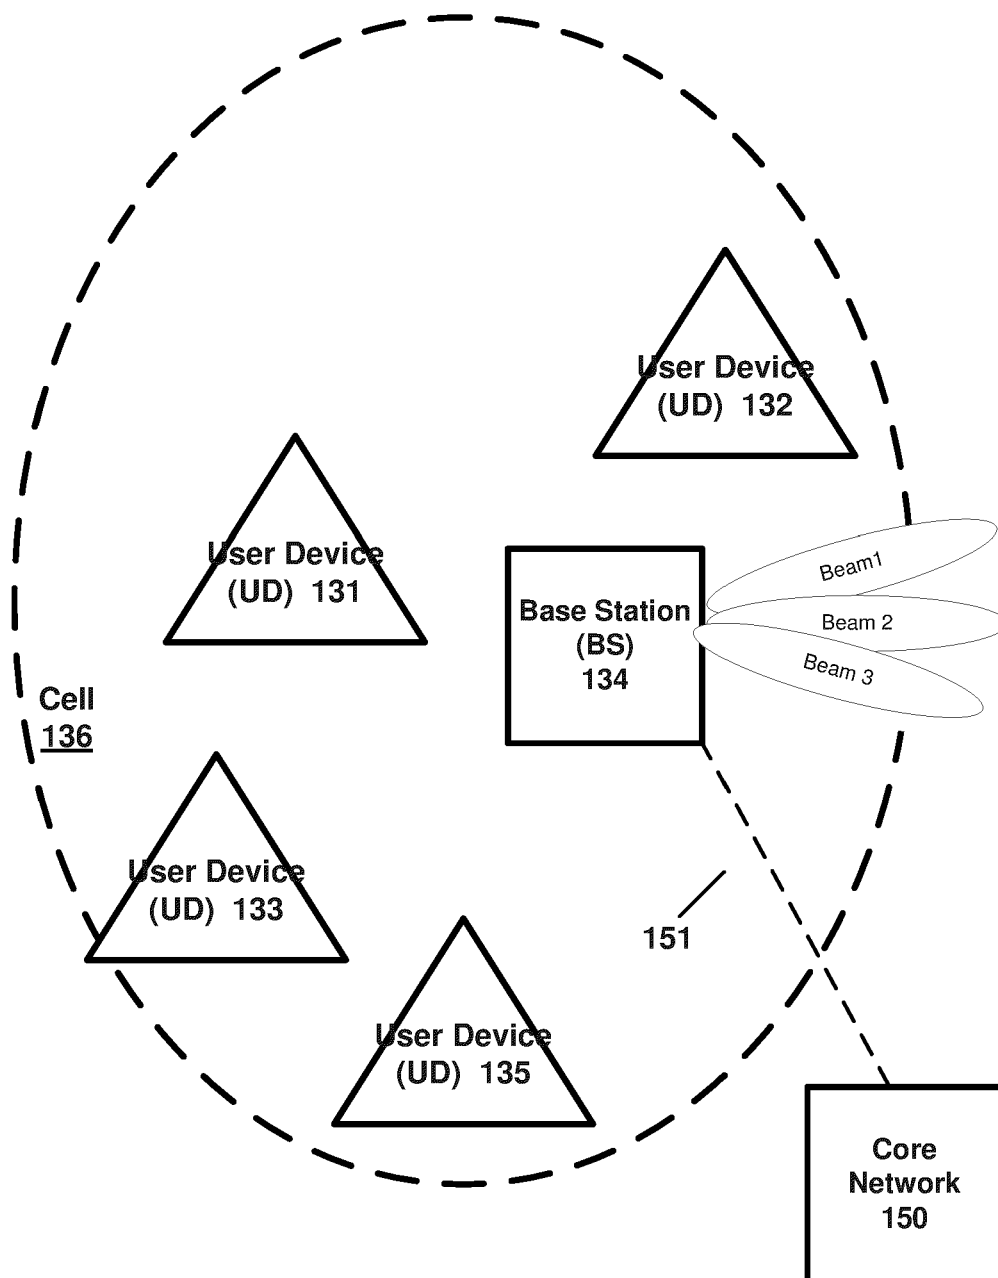 User Device
(UD) 132
User Device
(UD) 131
Beam1
Base Station
(BS)
134
Beam 2
Beam 3
Cell
136
User Device
(UD) 133
151
User Device
(UD) 135
Core
Network
150